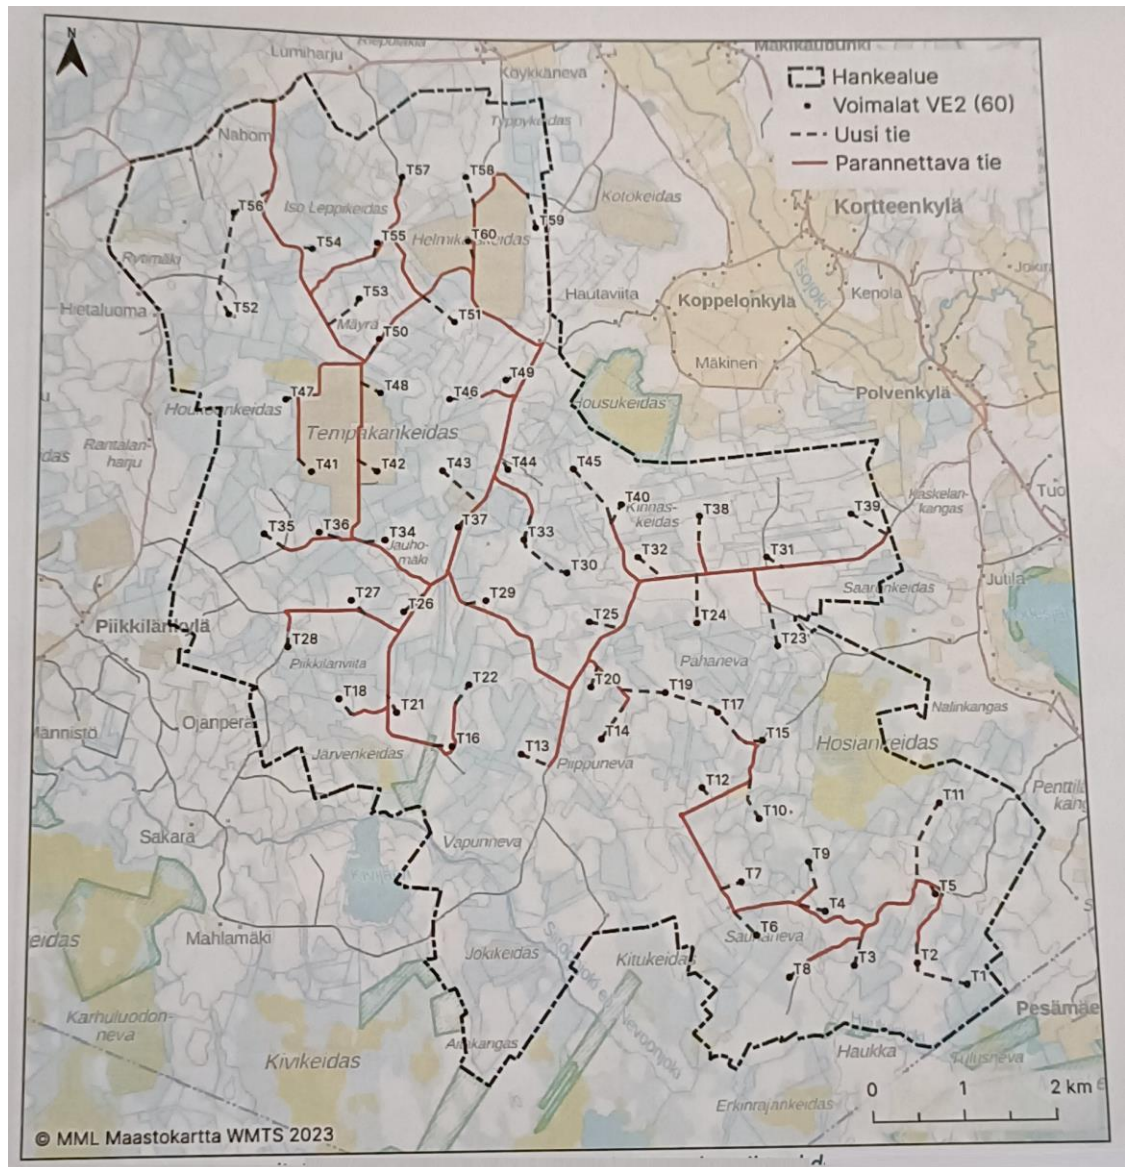 N
Lumiharju
Köykkäneva
Nabom
Iso Leppikeidas
Rytimäki
Hietaluoma
Mäyrä
Kotokeidas
Hautaviita
Hankealue
Voimalat VE2 (60)
Uusi tie
Parannettava tie
Kortteenkylä
Isojoki
Kenola
Koppelonkylä
Mäkinen
Polvenkylä
T57
T58
T56
T59
T54
T55
T60
T53
T52
T51
T50
T49
T47
T48
T46
Housukeidas
Rantalan-
harju
Tempakankeidas
T41
T42
T43
T44
T45
T40
Kinnas-
keidas
T38
T39
Kaskelan-
kangas
T35
T36
T34
Jauho-
mäki
T37
T33
T30
T32
T31
Saarenkeidas
Jutila
T27
T26
T29
T25
T24
T23
Piikkilänkylä
T28
Piikkilänviita
Pahaneva
T18
T21
T22
T20
T19
T17
Nalinkangas
Ojanperä
Järvenkeidas
T16
T13
Piippuneva
T14
T15
Hosiankeidas
T12
T10
T11
Sakara
Vapunneva
T9
T7
T4
T5
Mahlamäki
Jokikeidas
Kitukeidas
T6
T8
T3
T2
T1
Karhuluodon-
neva
Kivikeidas
Haukka
Pesämäe
Erkinrajankeidas
0 1 2 km
© MML Maastokartta WMTS 2023